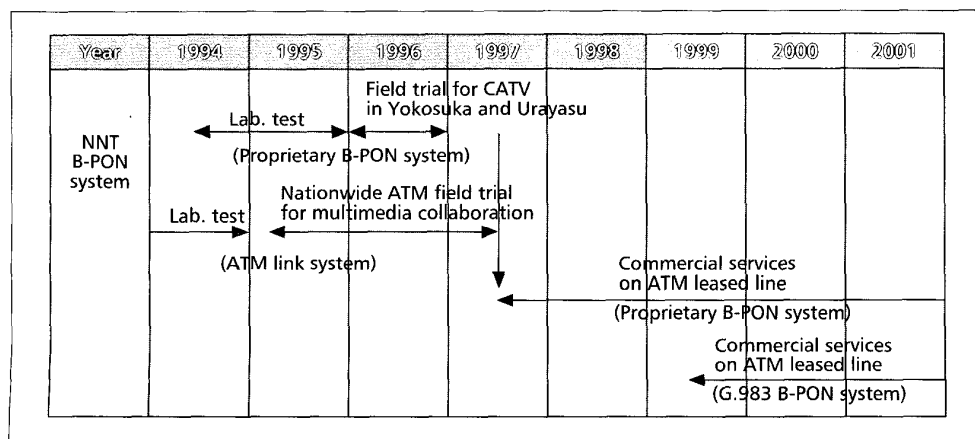 Year 1994 1995 1996 1997 1998 1999 2000 2001
Field trial for CATV
in Yokosuka and Urayasu
Lab. test
(Proprietary B-PON system)
NNT
B-PON
system
Nationwide ATM field trial
for multimedia collaboration
Lab. test
(ATM link system)
Commercial services
on ATM leased line
(Proprietary B-PON system)
Commercial services
on ATM leased line
(G.983 B-PON system)